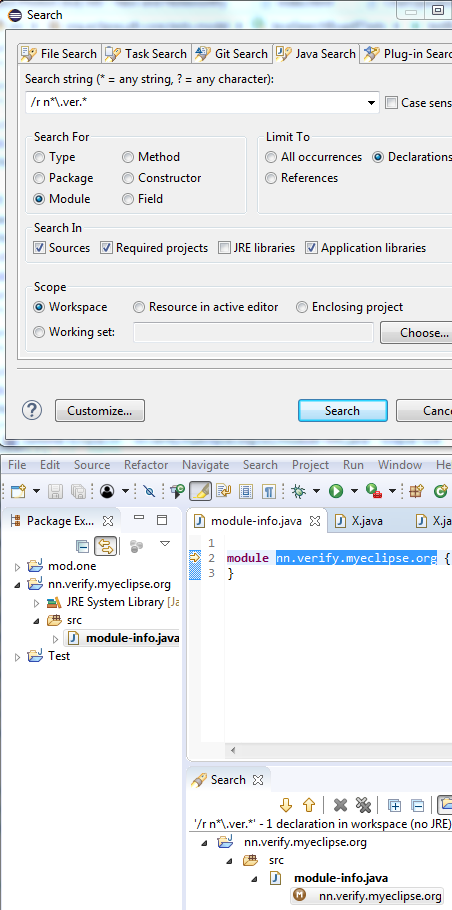 Search
File Search Task Search Git Search Java Search Plug-in Searc
Search string (* = any string, ? = any character):
/r n*\.ver.* Case sens
Search For Limit To
Type Method All occurrences Declarations
Package Constructor References
Module Field
Search In
Sources Required projects JRE libraries Application libraries
Scope
Workspace Resource in active editor Enclosing project
Working set: Choose...
? Customize... Search Cance
File Edit Source Refactor Navigate Search Project Run Window He
Package Ex... module-info.java X.java X.ja
1
mod.one 2 module nn.verify.myeclipse.org {
nn.verify.myeclipse.org 3 }
JRE System Library [Ja
src
module-info.java
Test
Search
'/r n*\.ver.*' - 1 declaration in workspace (no JRE)
nn.verify.myeclipse.org
src
module-info.java
M nn.verify.myeclipse.org